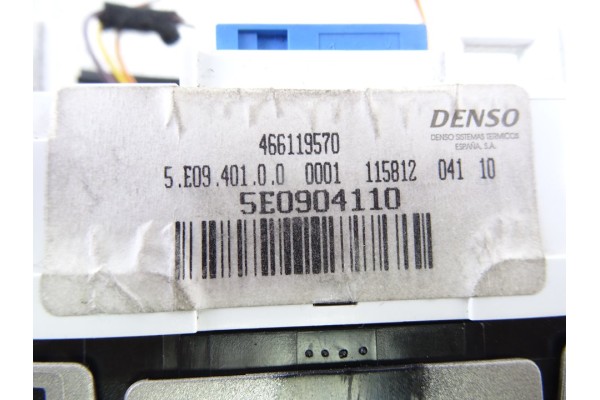 DENSO
DENSO SISTEMAS TERMICOS
ESPAÑA, S.A.
466119570
5.E09.401.0.0 0001 115812 041 10
5E0904110